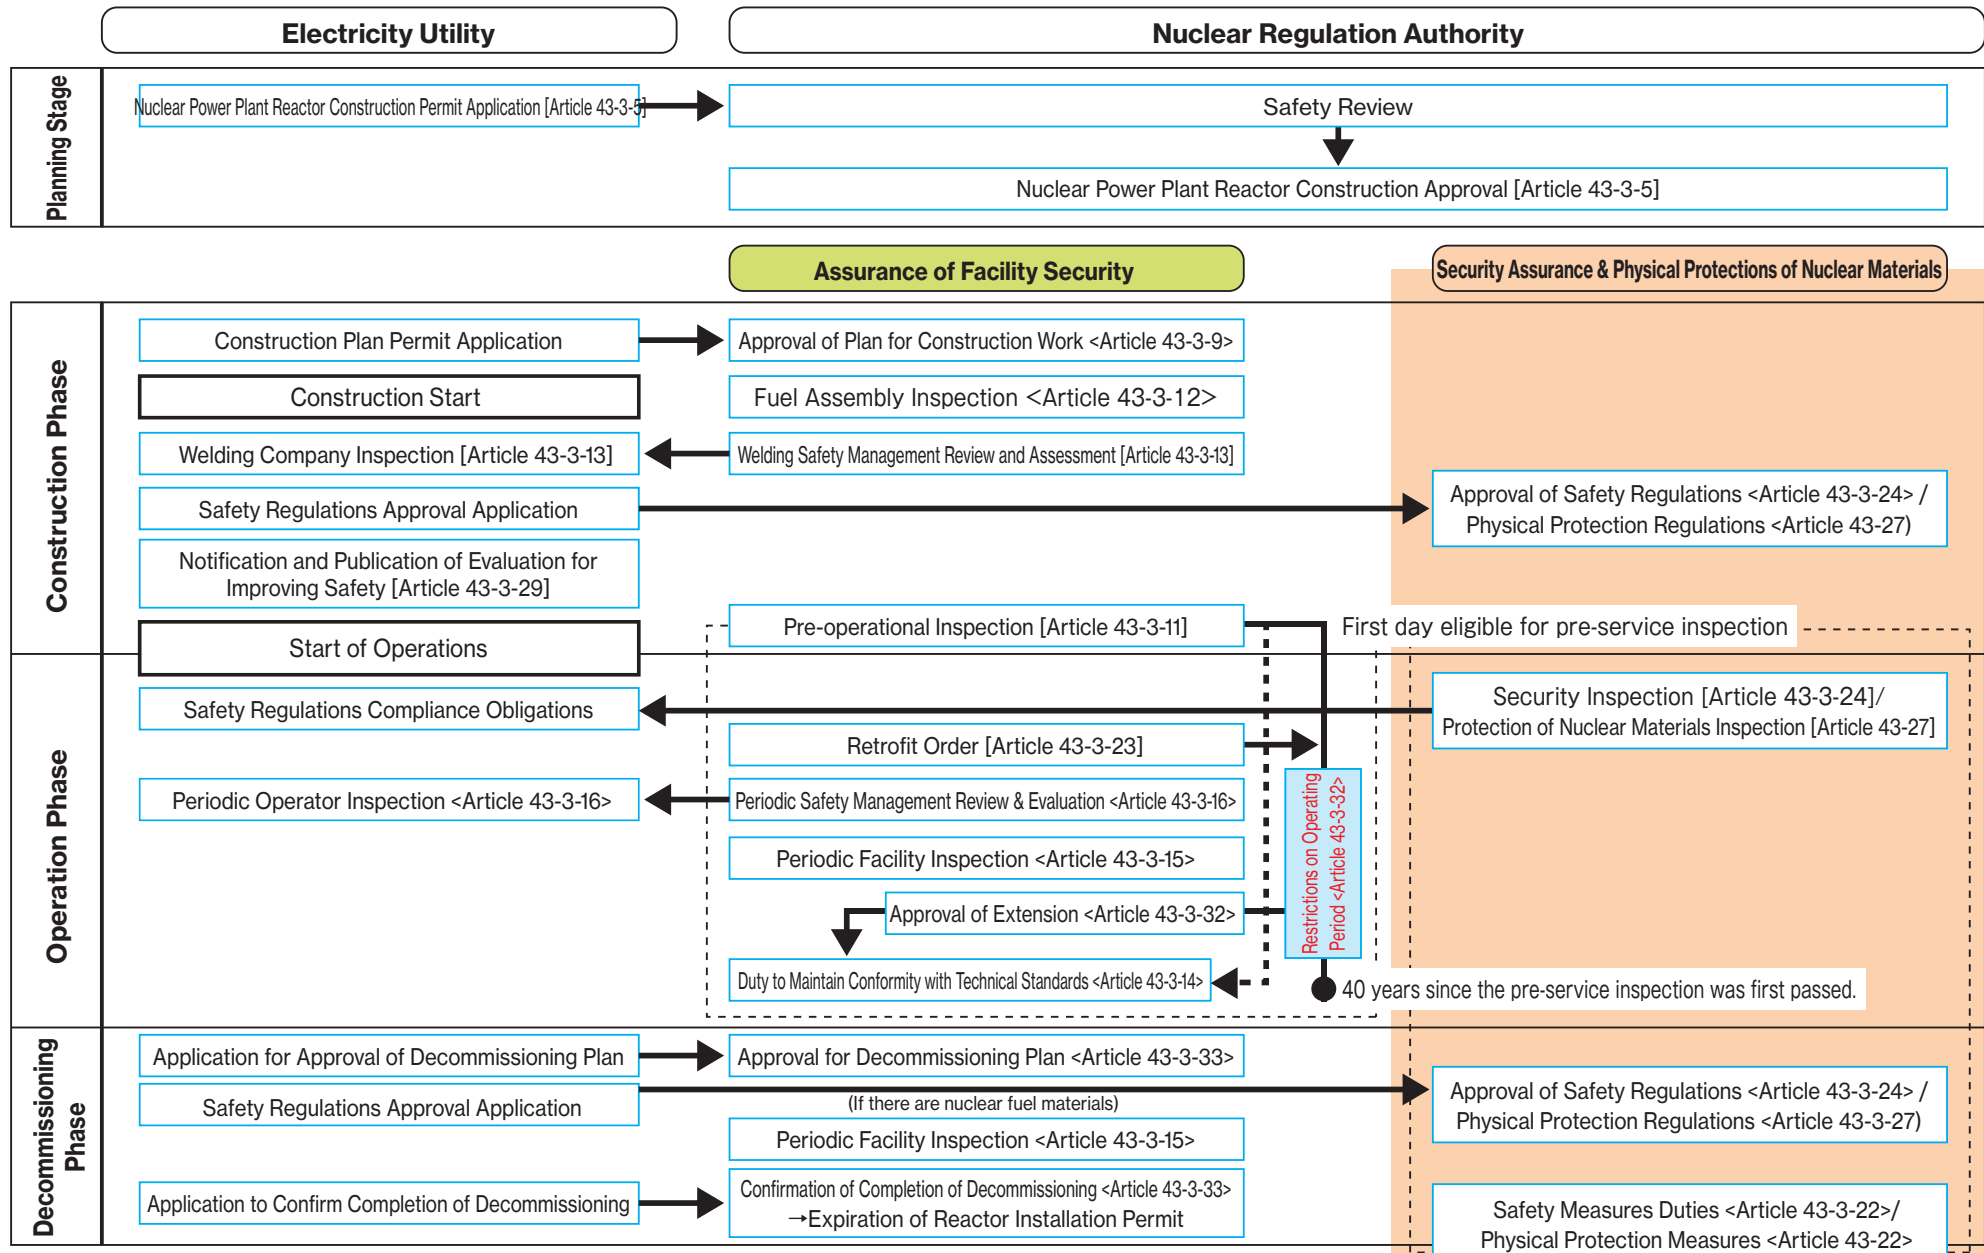 Electricity Utility
Nuclear Regulation Authority
Planning Stage
Nuclear Power Plant Reactor Construction Permit Application [Article 43-3-5]
Safety Review
Nuclear Power Plant Reactor Construction Approval [Article 43-3-5]
Assurance of Facility Security
Security Assurance & Physical Protections of Nuclear Materials
Construction Phase
Construction Plan Permit Application
Approval of Plan for Construction Work <Article 43-3-9>
Construction Start
Fuel Assembly Inspection <Article 43-3-12>
Welding Company Inspection [Article 43-3-13]
Welding Safety Management Review and Assessment [Article 43-3-13]
Safety Regulations Approval Application
Approval of Safety Regulations <Article 43-3-24> /
Physical Protection Regulations <Article 43-27)
Notification and Publication of Evaluation for
Improving Safety [Article 43-3-29]
Pre-operational Inspection [Article 43-3-11]
First day eligible for pre-service inspection
Start of Operations
Operation Phase
Safety Regulations Compliance Obligations
Security Inspection [Article 43-3-24]/
Protection of Nuclear Materials Inspection [Article 43-27]
Retrofit Order [Article 43-3-23]
Periodic Operator Inspection <Article 43-3-16>
Periodic Safety Management Review & Evaluation <Article 43-3-16>
Restrictions on Operating
Period <Article 43-3-32>
Periodic Facility Inspection <Article 43-3-15>
Approval of Extension <Article 43-3-32>
Duty to Maintain Conformity with Technical Standards <Article 43-3-14>
40 years since the pre-service inspection was first passed.
Decommissioning
Phase
Application for Approval of Decommissioning Plan
Approval for Decommissioning Plan <Article 43-3-33>
Safety Regulations Approval Application
(If there are nuclear fuel materials)
Approval of Safety Regulations <Article 43-3-24> /
Physical Protection Regulations <Article 43-3-27)
Periodic Facility Inspection <Article 43-3-15>
Application to Confirm Completion of Decommissioning
Confirmation of Completion of Decommissioning <Article 43-3-33>
→Expiration of Reactor Installation Permit
Safety Measures Duties <Article 43-3-22>/
Physical Protection Measures <Article 43-22>